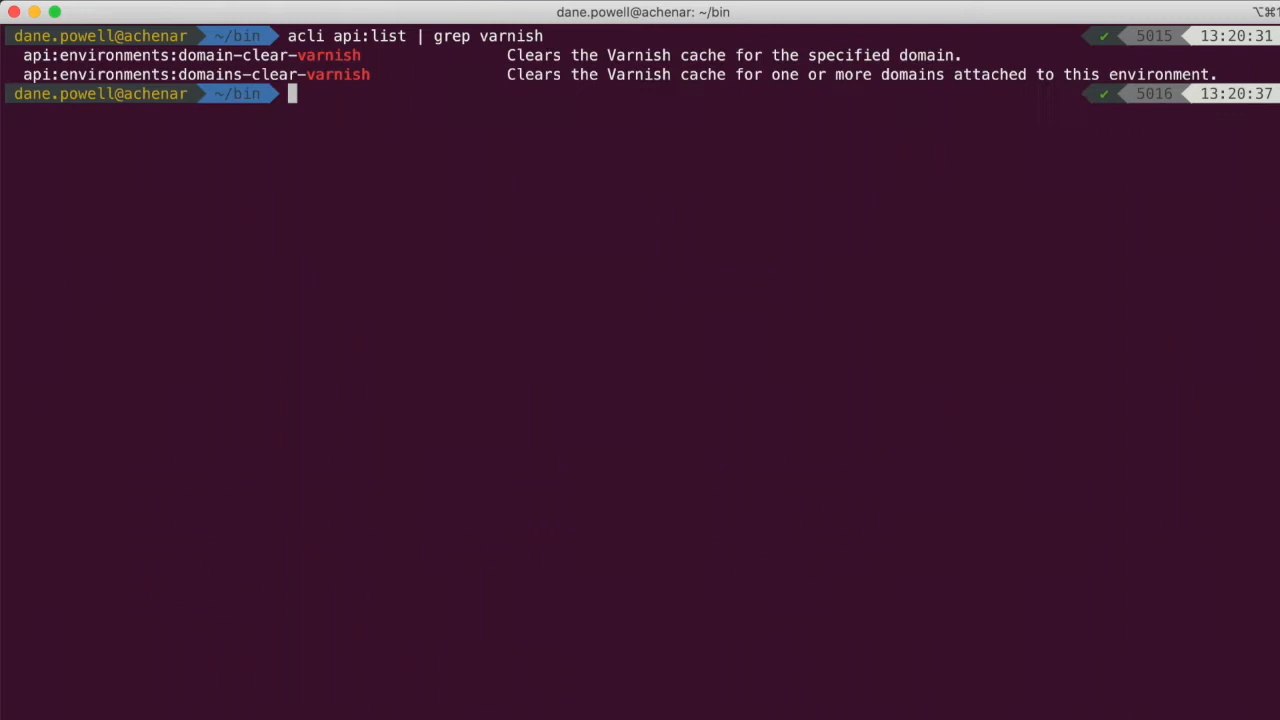 dane.powell@achenar: ~/bin
dane.powell@achenar ~/bin acli api:list | grep varnish ✔ 5015 13:20:31
api:environments:domain-clear-varnish Clears the Varnish cache for the specified domain.
api:environments:domains-clear-varnish Clears the Varnish cache for one or more domains attached to this environment.
dane.powell@achenar ~/bin ✔ 5016 13:20:37